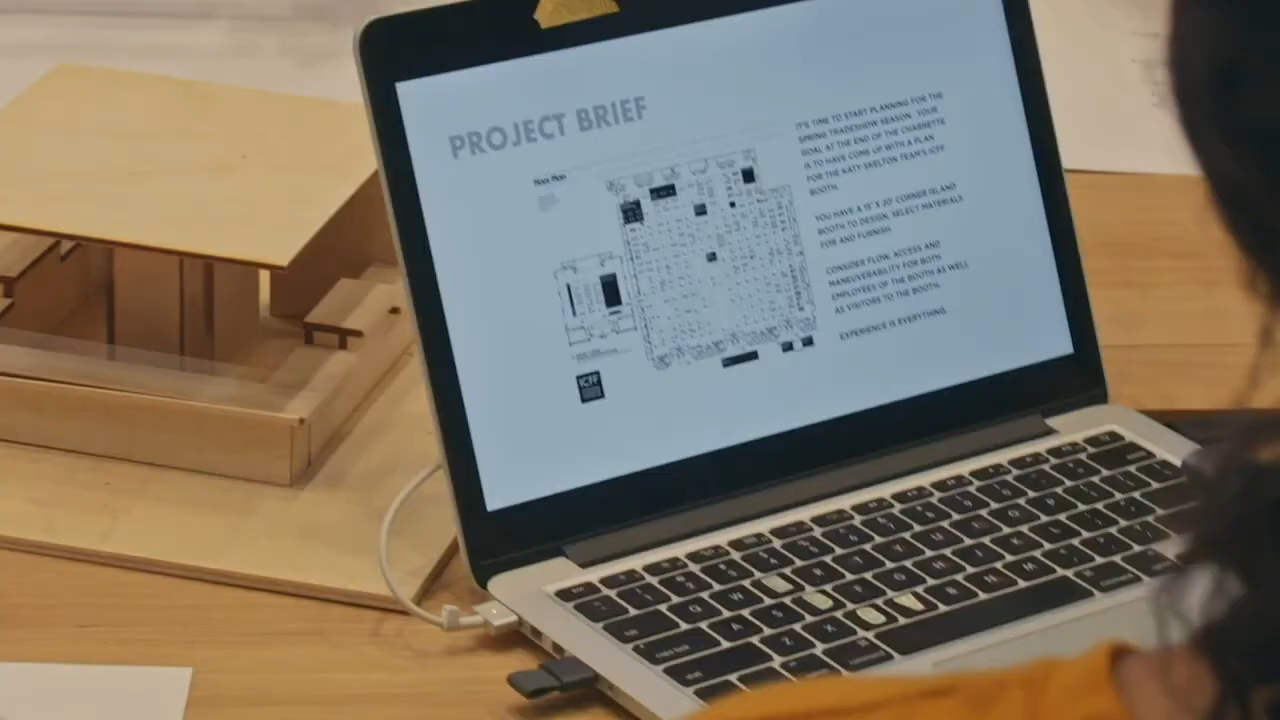 PROJECT BRIEF
Floor Plan
IT'S TIME TO START PLANNING FOR THE
SPRING TRADESHOW SEASON. YOUR
GOAL AT THE END OF THE CHARRETTE
IS TO HAVE COME UP WITH A PLAN
FOR THE KATY SKELTON TEAM'S ICFF
BOOTH.
YOU HAVE A 15' X 20' CORNER ISLAND
BOOTH TO DESIGN, SELECT MATERIALS
FOR AND FURNISH.
CONSIDER FLOW, ACCESS AND
MANEUVERABILITY FOR BOTH
EMPLOYEES OF THE BOOTH AS WELL
AS VISITORS TO THE BOOTH.
EXPERIENCE IS EVERYTHING.
ICFF